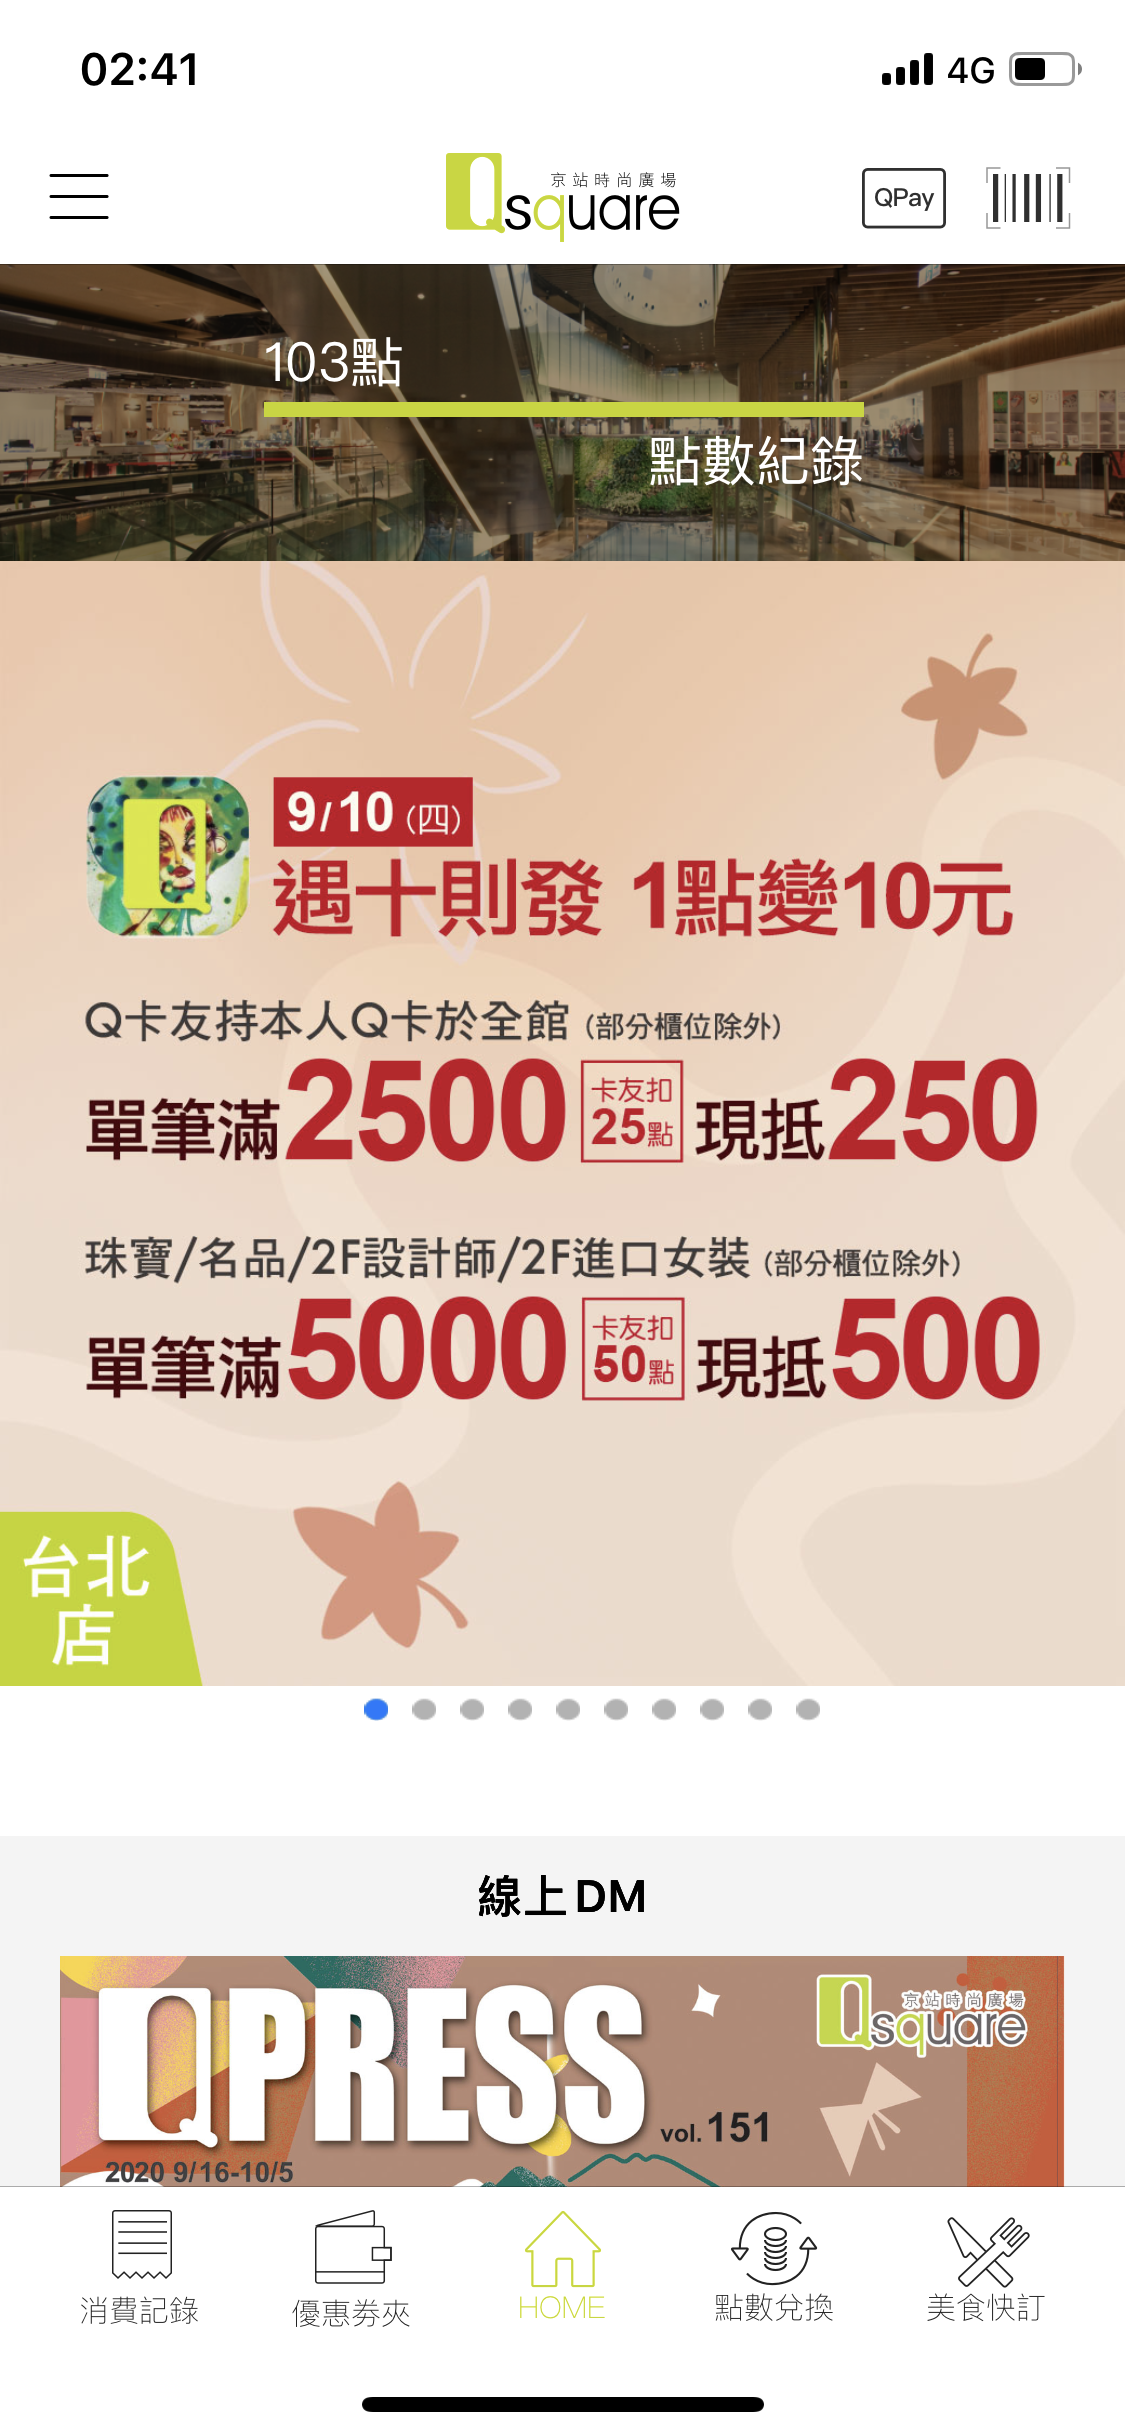 02:41
4G
京站時尚廣場
Qsquare
QPay
103點
點數紀錄
9/10（四）
遇十則發 1點變10元
Q卡友持本人Q卡於全館（部分櫃位除外）
單筆滿2500 卡友扣25點 現抵250
珠寶/名品/2F設計師/2F進口女裝（部分櫃位除外）
單筆滿5000 卡友扣50點 現抵500
台北
店
線上DM
QPRESS
京站時尚廣場
Qsquare
vol.151
2020 9/16-10/5
消費記錄
優惠券夾
HOME
點數兌換
美食快訂